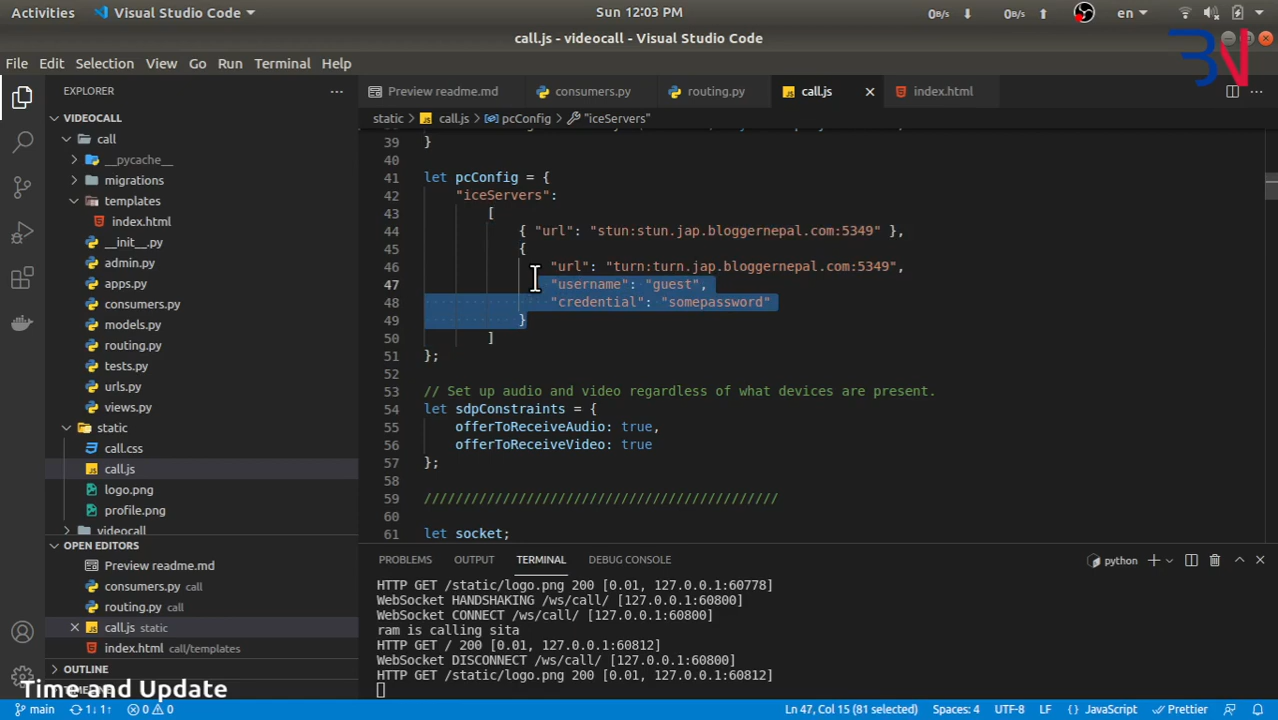 Activities Visual Studio Code Sun 12:03 PM 0B/s 0B/s en
call.js - videocall - Visual Studio Code
BN
File Edit Selection View Go Run Terminal Help
EXPLORER
Preview readme.md consumers.py routing.py call.js index.html
VIDEOCALL
static > call.js > pcConfig > "iceServers"
call
__pycache__
migrations
templates
index.html
__init__.py
admin.py
apps.py
consumers.py
models.py
routing.py
tests.py
urls.py
views.py
static
call.css
call.js
logo.png
profile.png
videocall
39 }
40
41 let pcConfig = {
42 "iceServers":
43 [
44 { "url": "stun:stun.jap.bloggernepal.com:5349" },
45 {
46 "url": "turn:turn.jap.bloggernepal.com:5349",
47 "username": "guest",
48 "credential": "somepassword"
49 }
50 ]
51 };
52
53 // Set up audio and video regardless of what devices are present.
54 let sdpConstraints = {
55 offerToReceiveAudio: true,
56 offerToReceiveVideo: true
57 };
58
59 /////////////////////////////////////////////
60
61 let socket;
OPEN EDITORS
Preview readme.md
consumers.py call
routing.py call
call.js static
index.html call/templates
OUTLINE
Time and Update
PROBLEMS OUTPUT TERMINAL DEBUG CONSOLE python
HTTP GET /static/logo.png 200 [0.01, 127.0.0.1:60778]
WebSocket HANDSHAKING /ws/call/ [127.0.0.1:60800]
WebSocket CONNECT /ws/call/ [127.0.0.1:60800]
ram is calling sita
HTTP GET / 200 [0.01, 127.0.0.1:60812]
WebSocket DISCONNECT /ws/call/ [127.0.0.1:60800]
HTTP GET /static/logo.png 200 [0.01, 127.0.0.1:60812]
main 1↓ 1↑ 0 0 Ln 47, Col 15 (81 selected) Spaces: 4 UTF-8 LF { } JavaScript Prettier